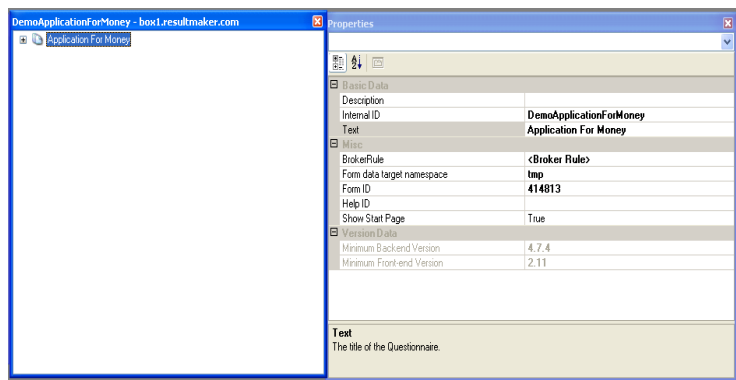 DemoApplicationForMoney - box1.resultmaker.com
Application For Money
Properties
Basic Data
Description
Internal ID DemoApplicationForMoney
Text Application For Money
Misc
BrokerRule <Broker Rule>
Form data target namespace tmp
Form ID 414813
Help ID
Show Start Page True
Version Data
Minimum Backend Version 4.7.4
Minimum Front-end Version 2.11
Text
The title of the Questionnaire.